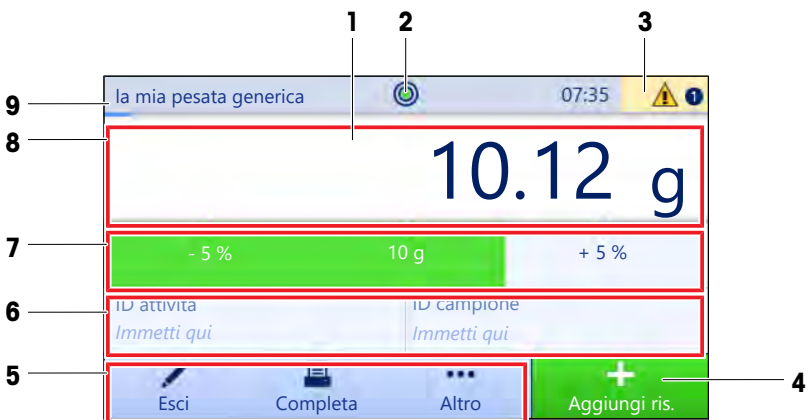 1 2 3
la mia pesata generica 07:35 1
9
8
10.12 g
7
- 5 % 10 g + 5 %
6
ID attività ID campione
Immetti qui Immetti qui
5
4
Esci Completa Altro Aggiungi ris.